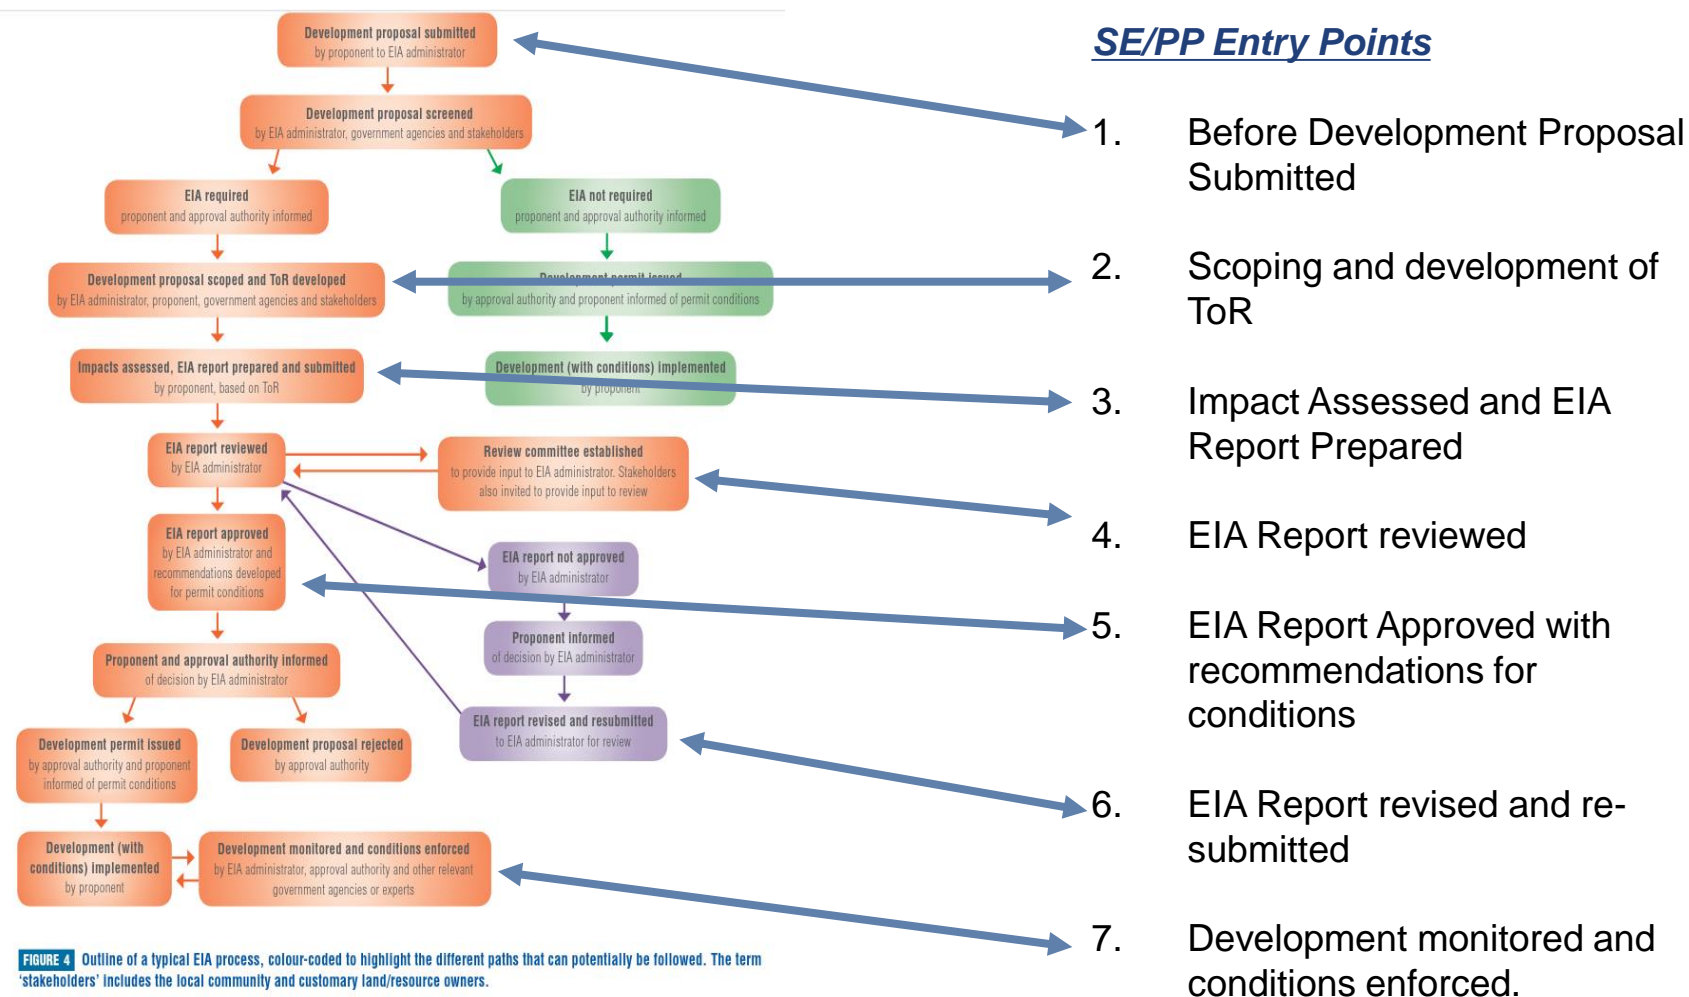 Development proposal submitted
by proponent to EIA administrator
Development proposal screened
by EIA administrator, government agencies and stakeholders
EIA required
proponent and approval authority informed
EIA not required
proponent and approval authority informed
Development proposal scoped and ToR developed
by EIA administrator, proponent, government agencies and stakeholders
Development permit issued
by approval authority and proponent informed of permit conditions
Impacts assessed, EIA report prepared and submitted
by proponent, based on ToR
Development (with conditions) implemented
by proponent
EIA report reviewed
by EIA administrator
Review committee established
to provide input to EIA administrator. Stakeholders
also invited to provide input to review
EIA report approved
by EIA administrator and
recommendations developed
for permit conditions
EIA report not approved
by EIA administrator
Proponent informed
of decision by EIA administrator
Proponent and approval authority informed
of decision by EIA administrator
EIA report revised and resubmitted
to EIA administrator for review
Development permit issued
by approval authority and proponent
informed of permit conditions
Development proposal rejected
by approval authority
Development (with
conditions) implemented
by proponent
Development monitored and conditions enforced
by EIA administrator, approval authority and other relevant
government agencies or experts
FIGURE 4 Outline of a typical EIA process, colour-coded to highlight the different paths that can potentially be followed. The term
'stakeholders' includes the local community and customary land/resource owners.
SE/PP Entry Points
1. Before Development Proposal
Submitted
2. Scoping and development of
ToR
3. Impact Assessed and EIA
Report Prepared
4. EIA Report reviewed
5. EIA Report Approved with
recommendations for
conditions
6. EIA Report revised and re-
submitted
7. Development monitored and
conditions enforced.